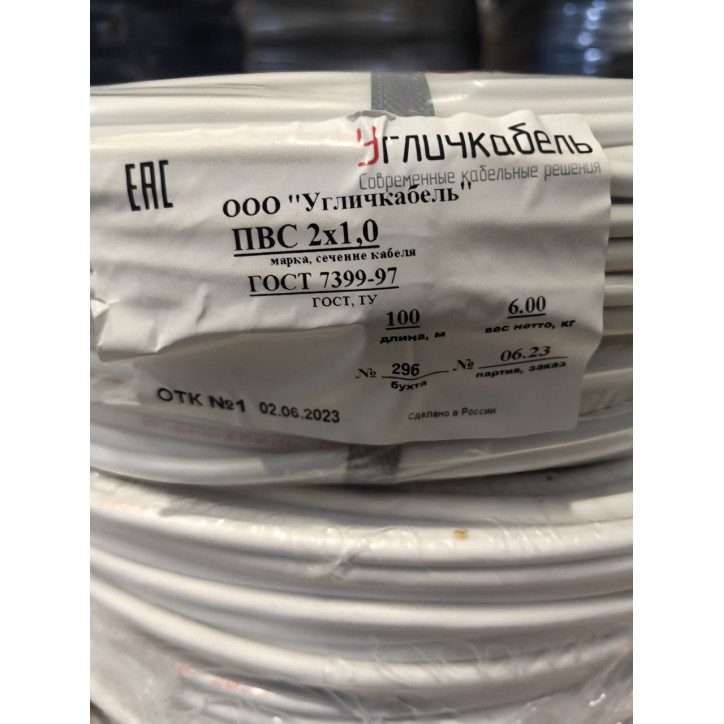 EAC
Угличкабель
Современные кабельные решения
ООО "Угличкабель"
ПВС 2х1,0
марка, сечение кабеля
ГОСТ 7399-97
ГОСТ, ТУ
100 6.00
длина, м вес нетто, кг
№ 296 № 06.23
бухта партия, заказ
ОТК №1 02.06.2023
Сделано в России